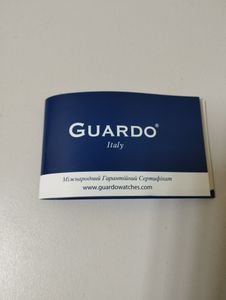 GUARDO®
Italy
Міжнародний Гарантійний Сертифікат
www.guardowatches.com